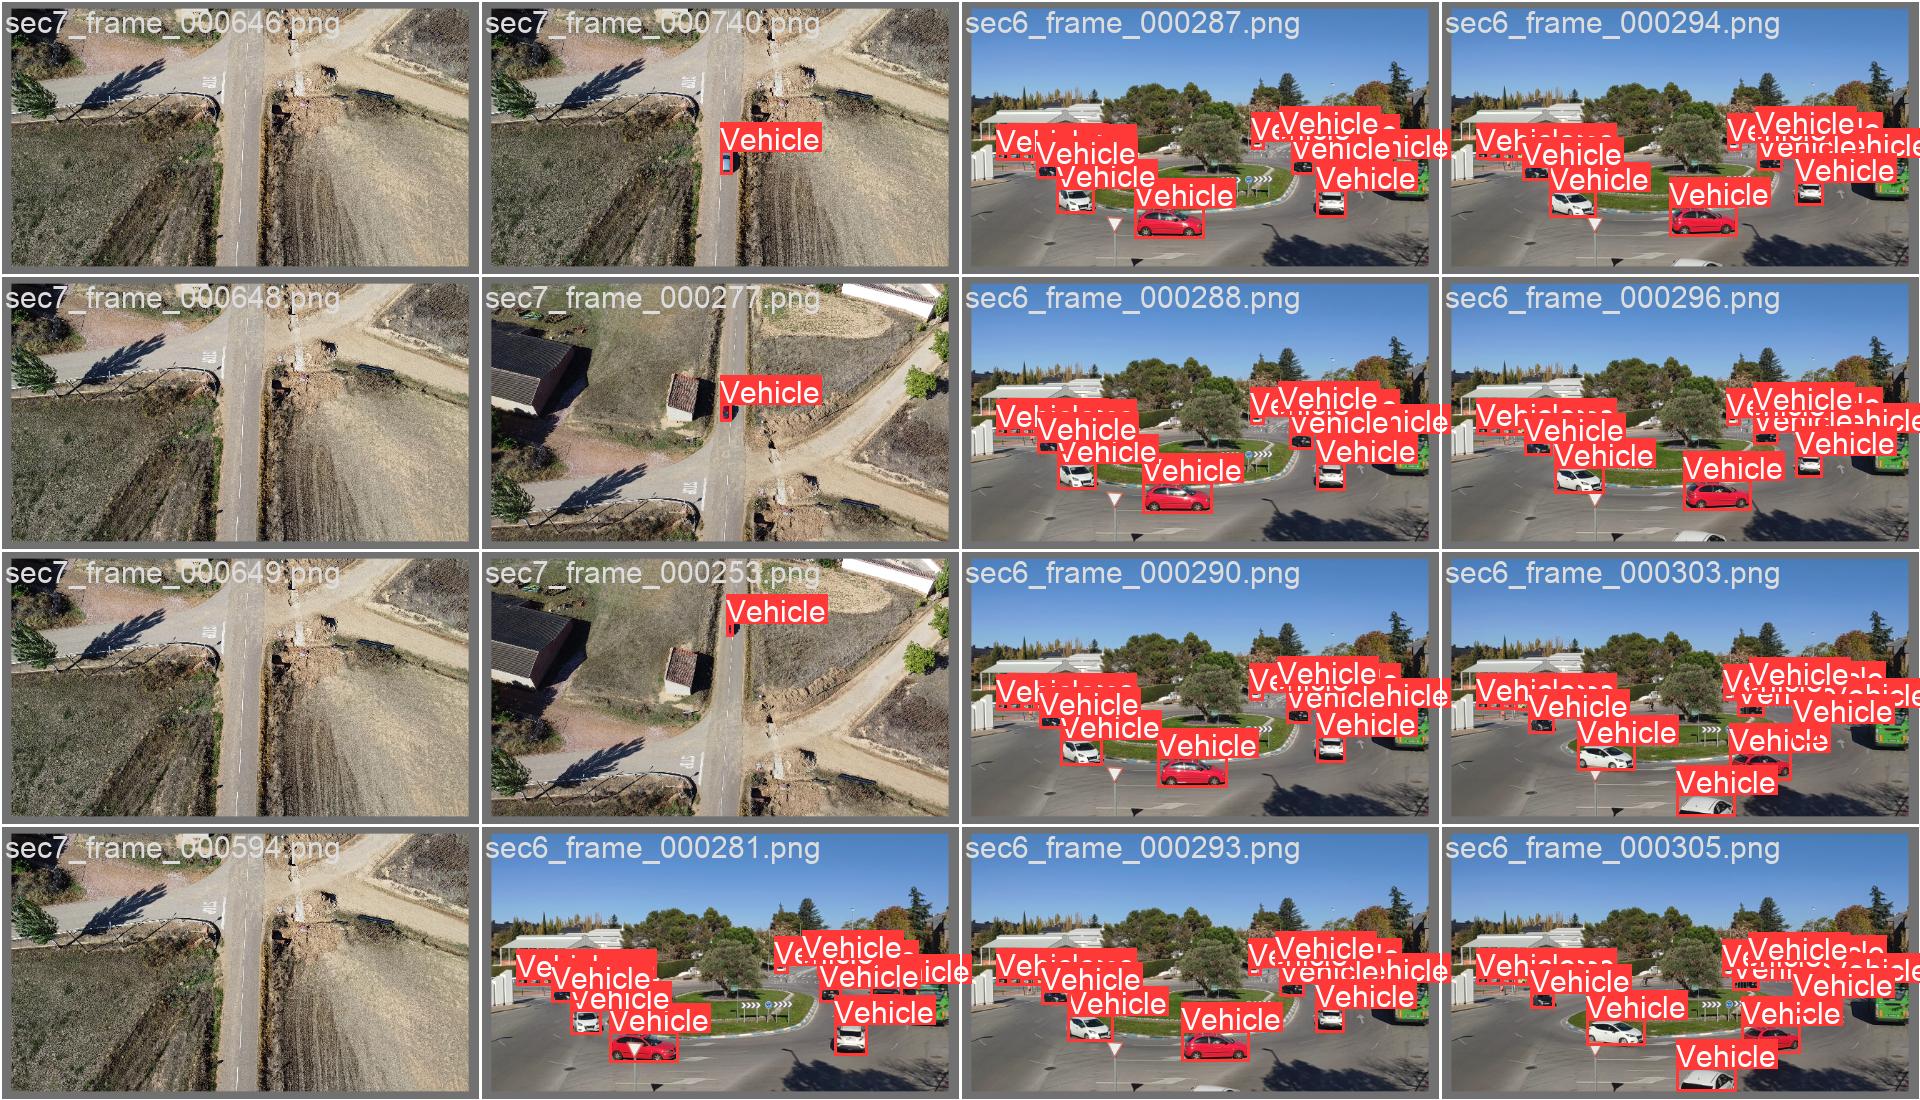 sec7_frame_000646.png
sec7_frame_000740.png
Vehicle
sec6_frame_000287.png
Vehicle
Vehicle
Vehicle
Vehicle
Vehicle
Vehicle
sec6_frame_000294.png
Vehicle
Vehicle
Vehicle
Vehicle
Vehicle
sec7_frame_000648.png
sec7_frame_000277.png
Vehicle
sec6_frame_000288.png
Vehicle
Vehicle
Vehicle
Vehicle
Vehicle
sec6_frame_000296.png
Vehicle
Vehicle
Vehicle
Vehicle
Vehicle
sec7_frame_000649.png
sec7_frame_000253.png
Vehicle
sec6_frame_000290.png
Vehicle
Vehicle
Vehicle
Vehicle
Vehicle
sec6_frame_000303.png
Vehicle
Vehicle
Vehicle
Vehicle
Vehicle
Vehicle
sec7_frame_000594.png
sec6_frame_000281.png
Vehicle
Vehicle
Vehicle
Vehicle
Vehicle
Vehicle
sec6_frame_000293.png
Vehicle
Vehicle
Vehicle
Vehicle
Vehicle
sec6_frame_000305.png
Vehicle
Vehicle
Vehicle
Vehicle
Vehicle
Vehicle